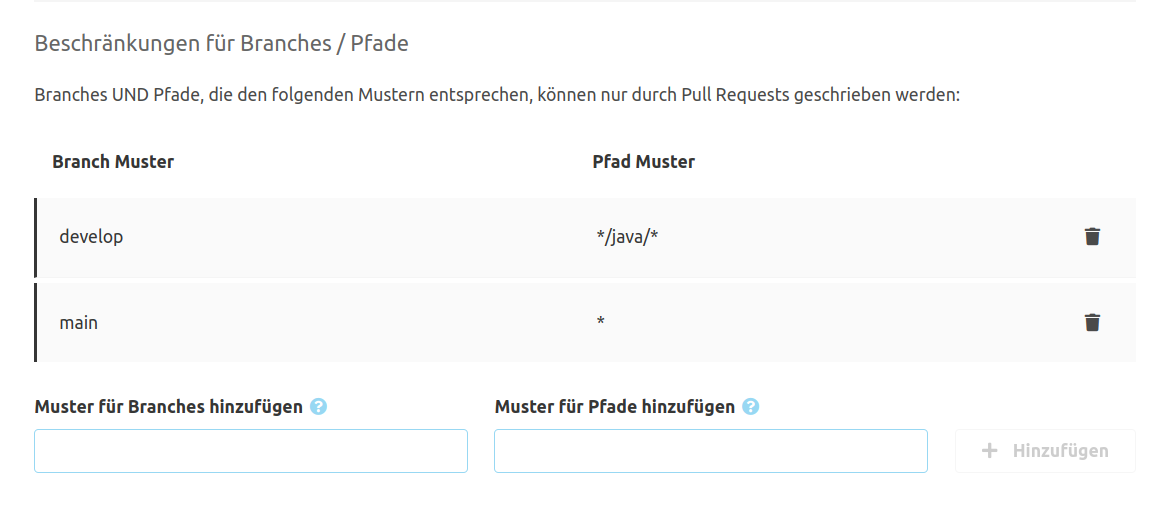 Beschränkungen für Branches / Pfade
Branches UND Pfade, die den folgenden Mustern entsprechen, können nur durch Pull Requests geschrieben werden:
Branch Muster Pfad Muster
develop */java/*
main *
Muster für Branches hinzufügen ? Muster für Pfade hinzufügen ?
+ Hinzufügen